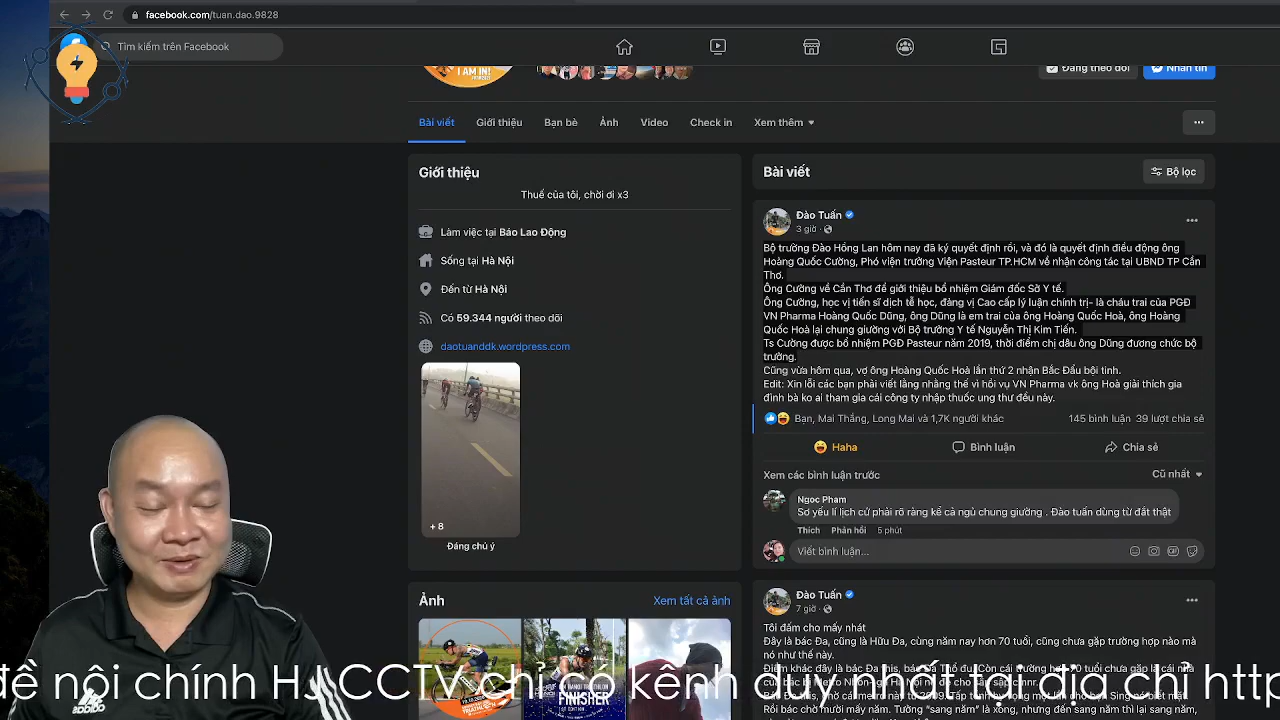 facebook.com/tuan.dao.9828
Tìm kiếm trên Facebook
I AM IN!
Đang theo dõi
Nhắn tin
Bài viết
Giới thiệu
Bạn bè
Ảnh
Video
Check in
Xem thêm
Giới thiệu
Thuế của tôi, chời ơi x3
Làm việc tại Báo Lao Động
Sống tại Hà Nội
Đến từ Hà Nội
Có 59.344 người theo dõi
daotuanddk.wordpress.com
+ 8
Đáng chú ý
Ảnh
Xem tất cả ảnh
FINISHER
Bài viết
Bộ lọc
Đào Tuấn
3 giờ
Bộ trưởng Đào Hồng Lan hôm nay đã ký quyết định rồi, và đó là quyết định điều động ông
Hoàng Quốc Cường, Phó viện trưởng Viện Pasteur TP.HCM về nhận công tác tại UBND TP Cần
Thơ.
Ông Cường về Cần Thơ để giới thiệu bổ nhiệm Giám đốc Sở Y tế.
Ông Cường, học vị tiến sĩ dịch tễ học, đảng vị Cao cấp lý luận chính trị- là cháu trai của PGĐ
VN Pharma Hoàng Quốc Dũng, ông Dũng là em trai của ông Hoàng Quốc Hoà, ông Hoàng
Quốc Hoà lại chung giường với Bộ trưởng Y tế Nguyễn Thị Kim Tiến.
Ts Cường được bổ nhiệm PGĐ Pasteur năm 2019, thời điểm chị dâu ông Dũng đương chức bộ
trưởng.
Cũng vừa hôm qua, vợ ông Hoàng Quốc Hoà lần thứ 2 nhận Bắc Đẩu bội tinh.
Edit: Xin lỗi các bạn phải viết lằng nhằng thế vì hồi vụ VN Pharma vk ông Hoà giải thích gia
đình bà ko ai tham gia cái công ty nhập thuốc ung thư đều này.
Bạn, Mai Thắng, Long Mai và 1,7K người khác
145 bình luận 39 lượt chia sẻ
Haha
Bình luận
Chia sẻ
Xem các bình luận trước
Cũ nhất
Ngoc Pham
Sơ yếu lí lịch cứ phải rõ ràng kể cả ngủ chung giường . Đào tuấn dùng từ đắt thật
Thích Phản hồi 5 phút
Viết bình luận...
Đào Tuấn
7 giờ
Tôi đấm cho mấy nhát
Đây là bác Đa, cũng là Hữu Đa, cùng năm nay hơn 70 tuổi, cũng chưa gặp trường hợp nào mà
nó như thế này.
đề nội chính HJ CCTV chỉ có kênh duy nhất tại địa chỉ http